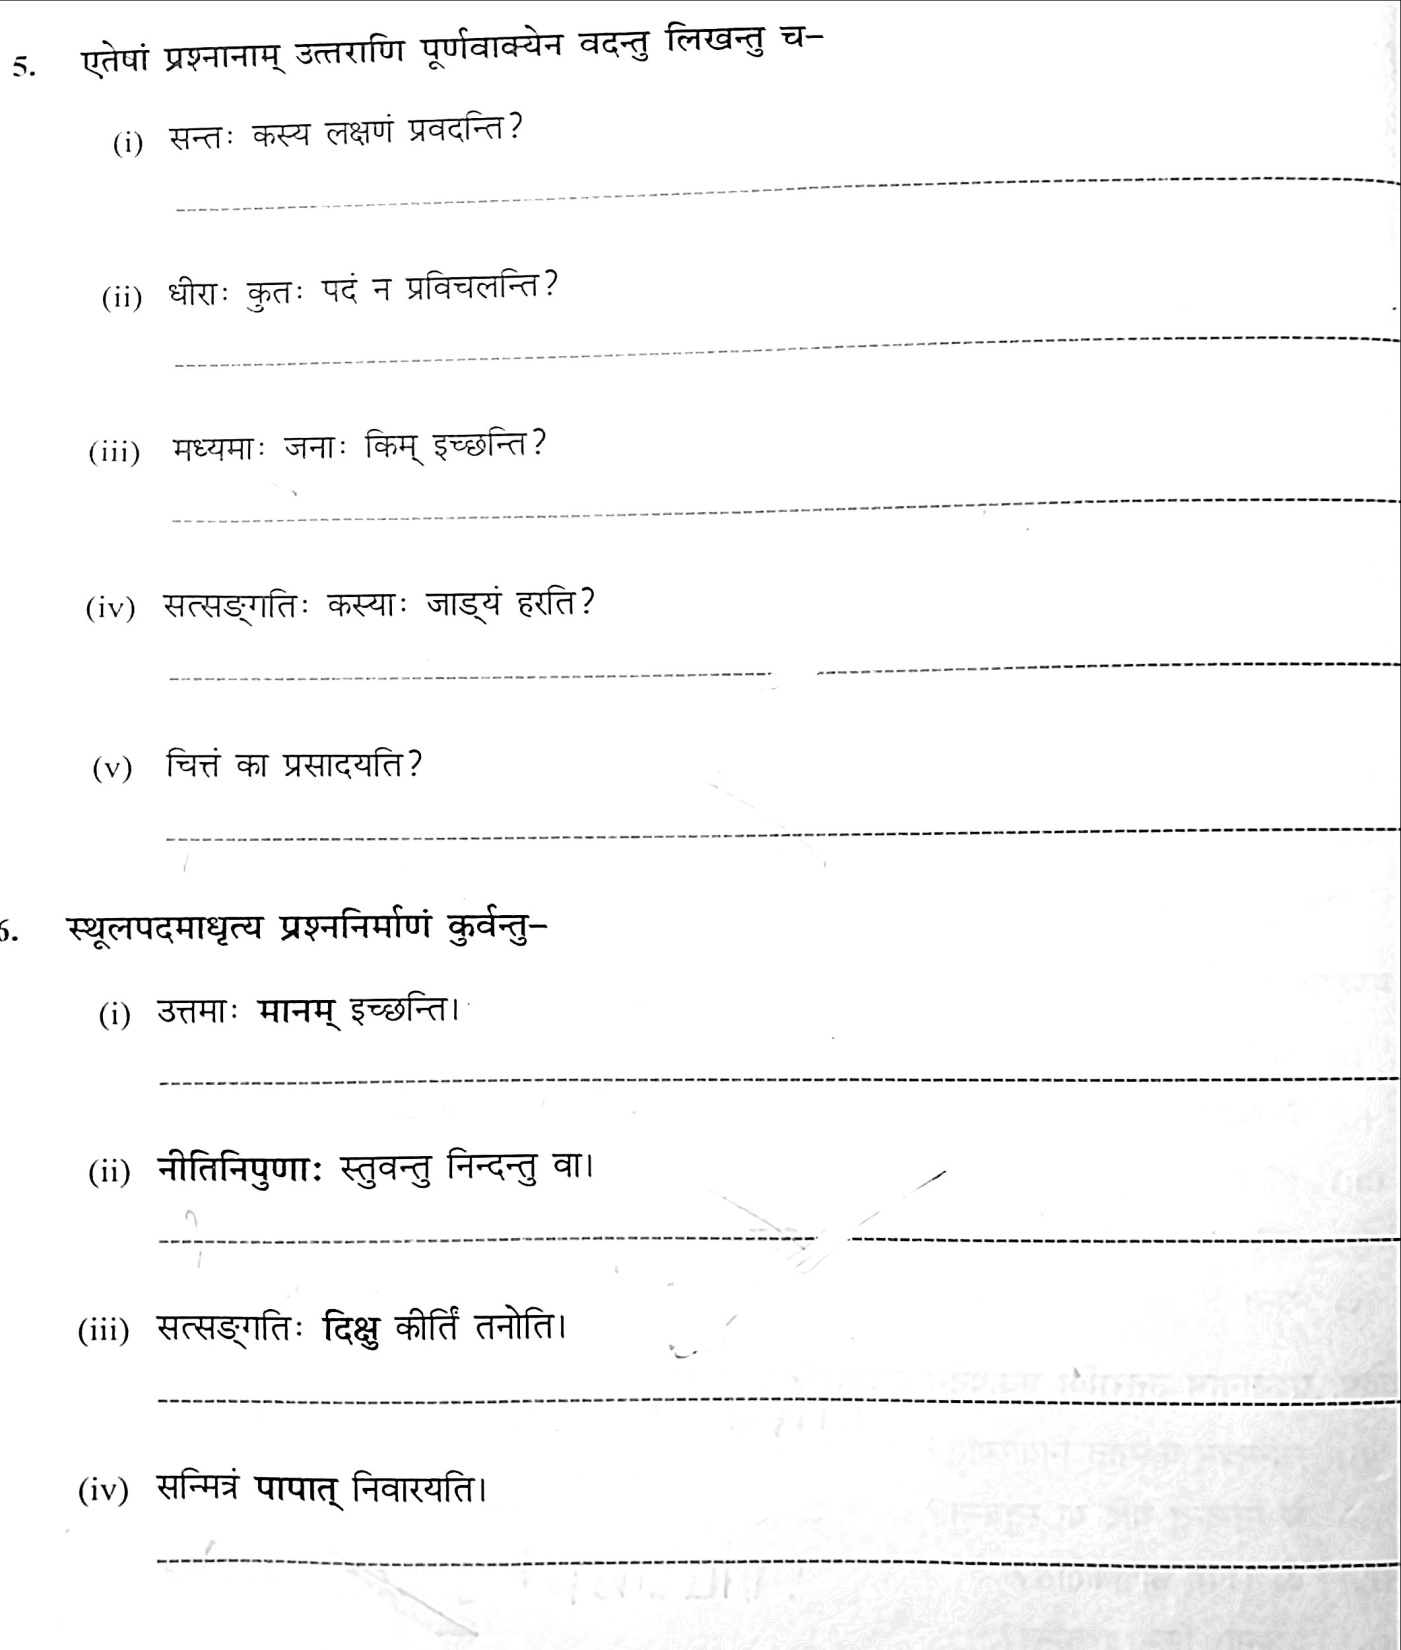 5. एतेषां प्रश्नानाम् उत्तराणि पूर्णवाक्येन वदन्तु लिखन्तु च–
(i) सन्तः कस्य लक्षणं प्रवदन्ति?
(ii) धीराः कुतः पदं न प्रविचलन्ति?
(iii) मध्यमाः जनाः किम् इच्छन्ति?
(iv) सत्सङ्गतिः कस्याः जाड्यं हरति?
(v) चित्तं का प्रसादयति?
6. स्थूलपदमाधृत्य प्रश्ननिर्माणं कुर्वन्तु–
(i) उत्तमाः मानम् इच्छन्ति।
(ii) नीतिनिपुणाः स्तुवन्तु निन्दन्तु वा।
(iii) सत्सङ्गतिः दिक्षु कीर्तिं तनोति।
(iv) सन्मित्रं पापात् निवारयति।